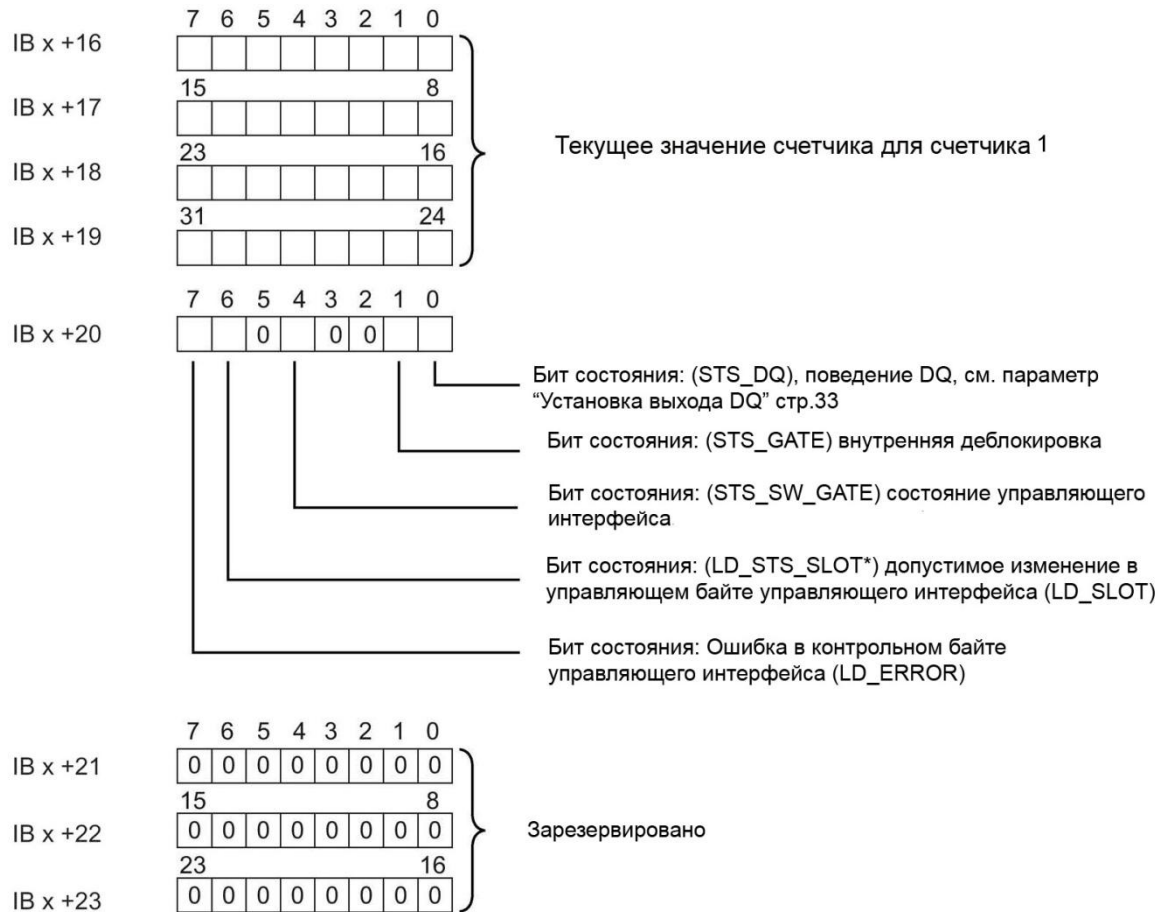 7 6 5 4 3 2 1 0
IB x +16
15 8
IB x +17
23 16
IB x +18
31 24
IB x +19
Текущее значение счетчика для счетчика 1
7 6 5 4 3 2 1 0
IB x +20 0 0 0
Бит состояния: (STS_DQ), поведение DQ, см. параметр
“Установка выхода DQ” стр.33
Бит состояния: (STS_GATE) внутренняя деблокировка
Бит состояния: (STS_SW_GATE) состояние управляющего
интерфейса
Бит состояния: (LD_STS_SLOT*) допустимое изменение в
управляющем байте управляющего интерфейса (LD_SLOT)
Бит состояния: Ошибка в контрольном байте
управляющего интерфейса (LD_ERROR)
7 6 5 4 3 2 1 0
IB x +21 0 0 0 0 0 0 0 0
15 8
IB x +22 0 0 0 0 0 0 0 0
Зарезервировано
23 16
IB x +23 0 0 0 0 0 0 0 0